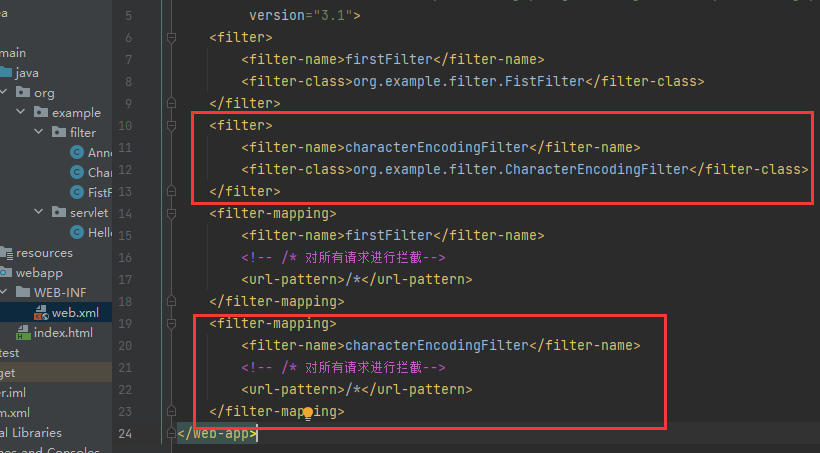 ea
main
java
org
example
filter
Anno
Char
FistF
servlet
Hello
resources
webapp
WEB-INF
web.xml
index.html
test
get
r.iml
m.xml
al Libraries
hes and Consoles
5 version="3.1">
6 <filter>
7 <filter-name>firstFilter</filter-name>
8 <filter-class>org.example.filter.FistFilter</filter-class>
9 </filter>
10 <filter>
11 <filter-name>characterEncodingFilter</filter-name>
12 <filter-class>org.example.filter.CharacterEncodingFilter</filter-class>
13 </filter>
14 <filter-mapping>
15 <filter-name>firstFilter</filter-name>
16 <!-- /* 对所有请求进行拦截-->
17 <url-pattern>/*</url-pattern>
18 </filter-mapping>
19 <filter-mapping>
20 <filter-name>characterEncodingFilter</filter-name>
21 <!-- /* 对所有请求进行拦截-->
22 <url-pattern>/*</url-pattern>
23 </filter-mapping>
24 </web-app>